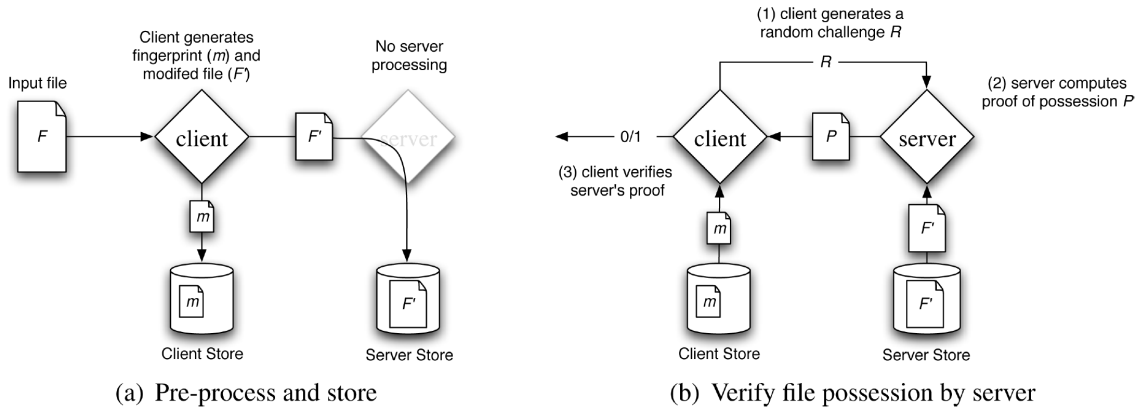 Client generates
fingerprint (m) and
modifed file (F')
No server
processing
Input file
F
client
F'
server
m
m
F'
Client Store
Server Store
(a) Pre-process and store
(1) client generates a
random challenge R
R
(2) server computes
proof of possession P
0/1
client
P
server
(3) client verifies
server's proof
m
F'
m
F'
Client Store
Server Store
(b) Verify file possession by server